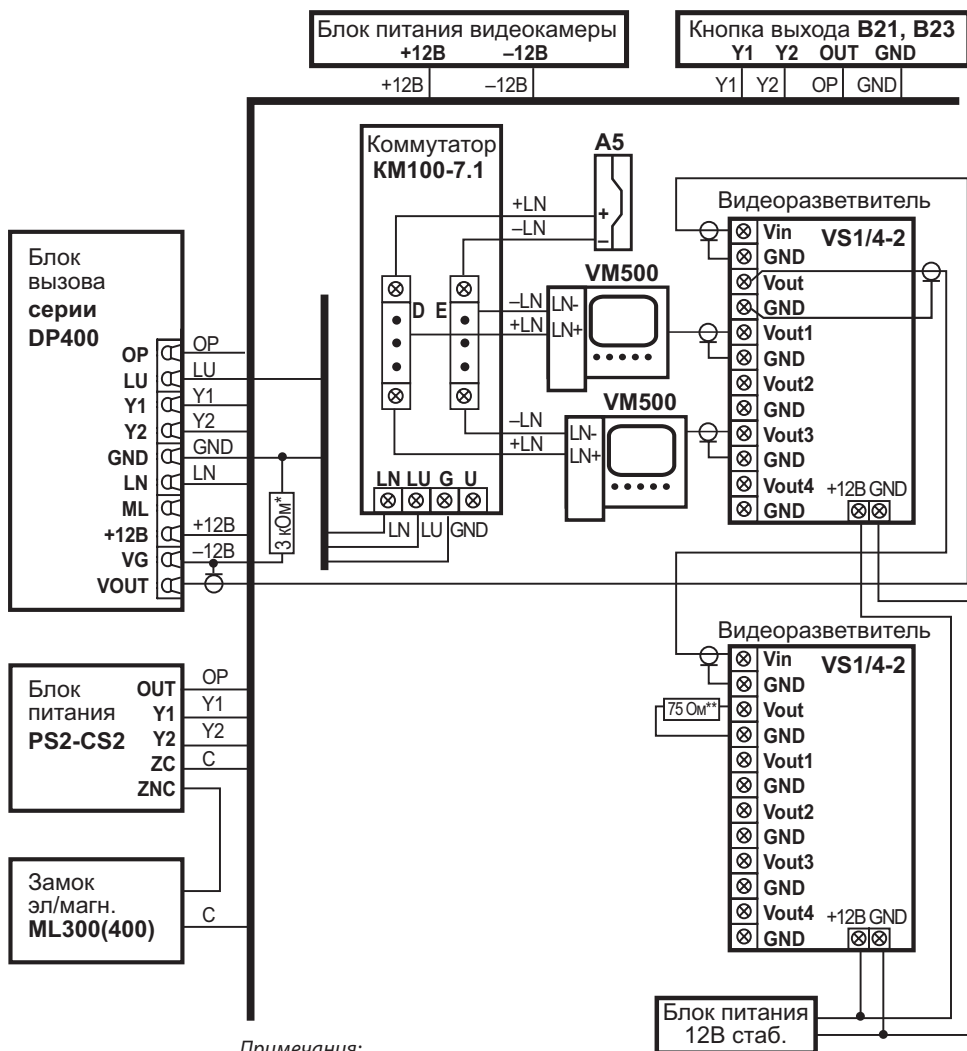 Блок питания видеокамеры
+12В –12В
+12В –12В
Кнопка выхода В21, В23
Y1 Y2 OUT GND
Y1 Y2 OP GND
Коммутатор
КМ100-7.1
D E
LN LU G U
LN LU GND
A5
+LN
–LN
+
–
VM500
–LN LN-
+LN LN+
VM500
–LN LN-
+LN LN+
Видеоразветвитель
VS1/4-2
Vin
GND
Vout
GND
Vout1
GND
Vout2
GND
Vout3
GND
Vout4
GND
+12В GND
Блок
вызова
серии
DP400
OP OP
LU LU
Y1 Y1
Y2 Y2
GND GND
LN LN
ML
+12В +12В
VG –12В
VOUT
3 кОм*
Блок
питания
PS2-CS2
OUT OP
Y1 Y1
Y2 Y2
ZC C
ZNC
Замок
эл/магн.
ML300(400)
C
Видеоразветвитель
VS1/4-2
Vin
GND
Vout
GND
Vout1
GND
Vout2
GND
Vout3
GND
Vout4
GND
+12В GND
75 Ом**
Блок питания
12В стаб.
Примечания: